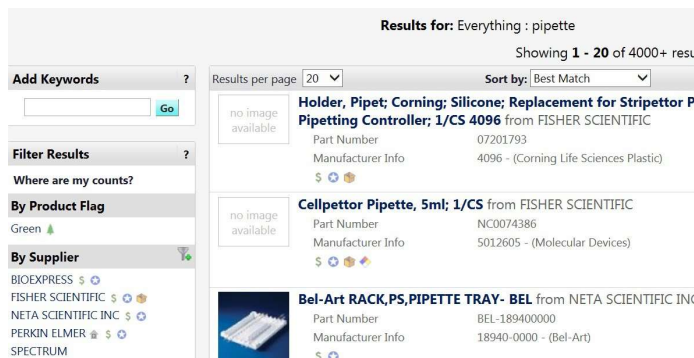 Results for: Everything : pipette
Showing 1 - 20 of 4000+
Add Keywords ?
Go
Filter Results ?
Where are my counts?
By Product Flag
Green
By Supplier
BIOEXPRESS $
FISHER SCIENTIFIC $
NETA SCIENTIFIC INC $
PERKIN ELMER $
SPECTRUM
Results per page 20 Sort by: Best Match
no image
available
Holder, Pipet; Corning; Silicone; Replacement for Stripettor
Pipetting Controller; 1/CS 4096 from FISHER SCIENTIFIC
Part Number 07201793
Manufacturer Info 4096 - (Corning Life Sciences Plastic)
$
no image
available
Cellpettor Pipette, 5ml; 1/CS from FISHER SCIENTIFIC
Part Number NC0074386
Manufacturer Info 5012605 - (Molecular Devices)
$
Bel-Art RACK,PS,PIPETTE TRAY- BEL from NETA SCIENTIFIC INC
Part Number BEL-189400000
Manufacturer Info 18940-0000 - (Bel-Art)
$